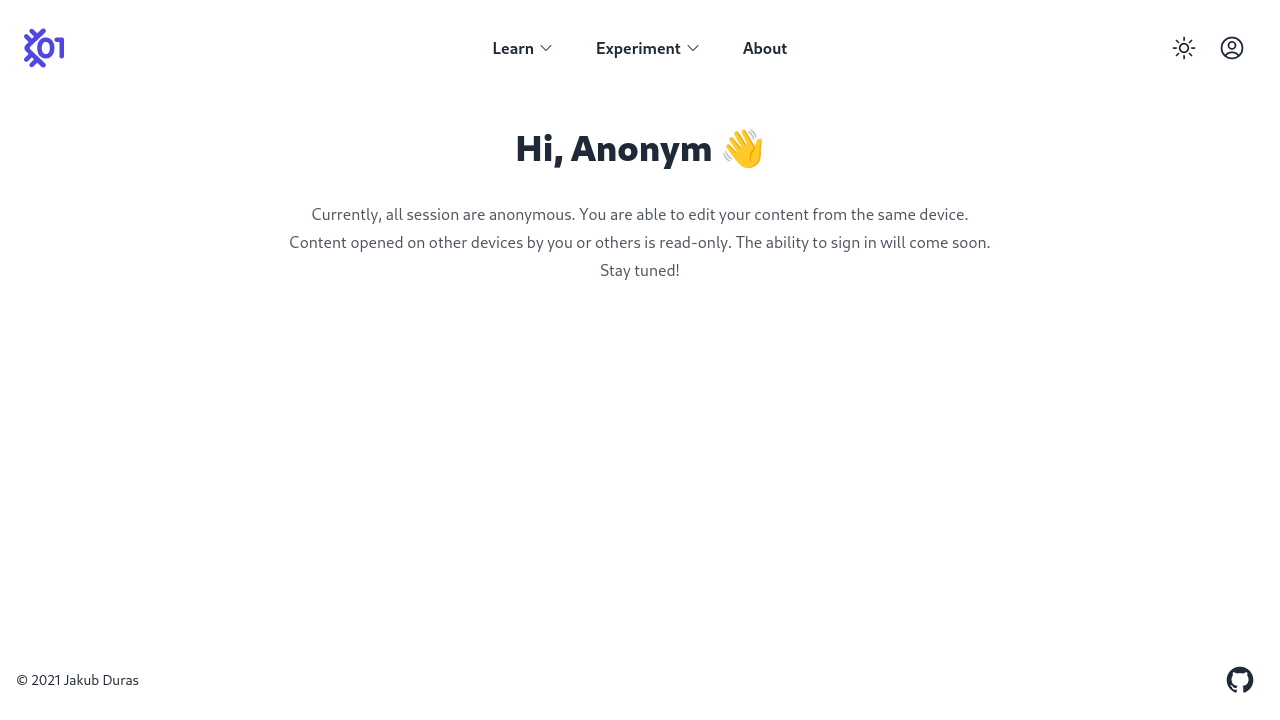 01
Learn
Experiment
About
Hi, Anonym 👋
Currently, all session are anonymous. You are able to edit your content from the same device.
Content opened on other devices by you or others is read-only. The ability to sign in will come soon.
Stay tuned!
© 2021 Jakub Duras